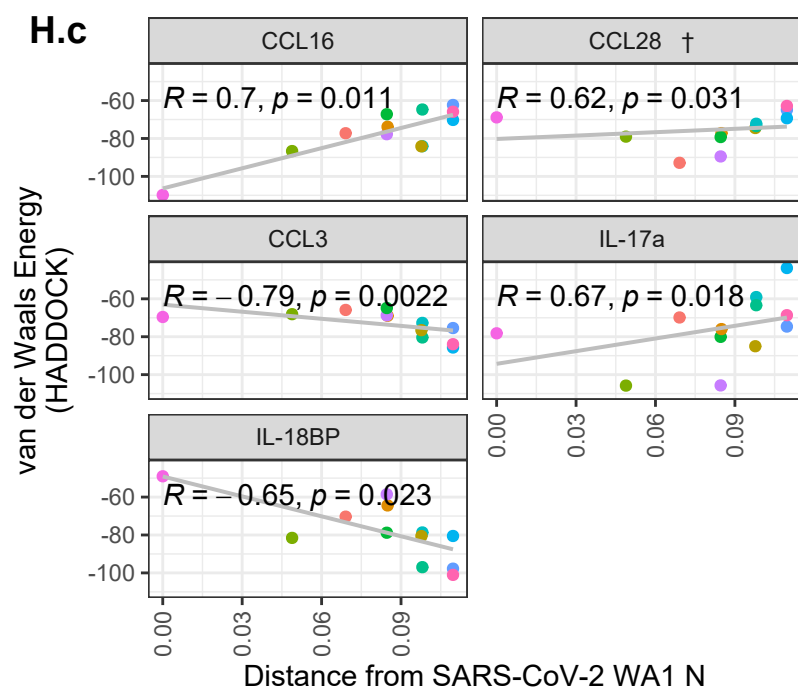 H.c
CCL16
CCL28 †
R = 0.7, p = 0.011
R = 0.62, p = 0.031
-60
-80
-100
CCL3
IL-17a
R = − 0.79, p = 0.0022
R = 0.67, p = 0.018
-60
-80
-100
0.00
0.03
0.06
0.09
IL-18BP
R = − 0.65, p = 0.023
-60
-80
-100
0.00
0.03
0.06
0.09
van der Waals Energy
(HADDOCK)
Distance from SARS-CoV-2 WA1 N